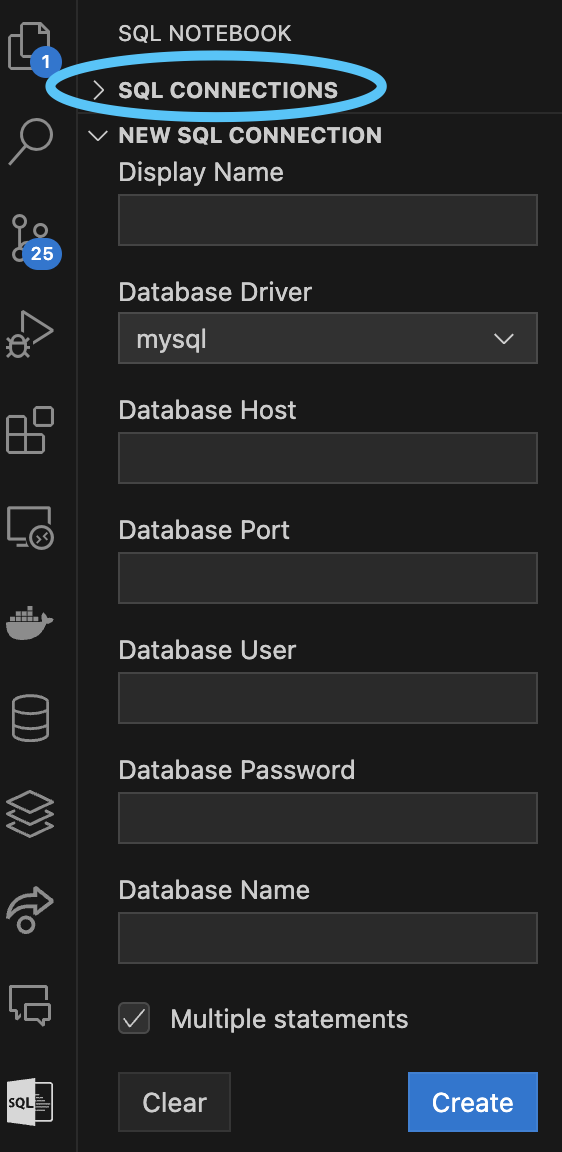 SQL NOTEBOOK
1
SQL CONNECTIONS
NEW SQL CONNECTION
Display Name
25
Database Driver
mysql
Database Host
Database Port
Database User
Database Password
Database Name
Multiple statements
SQL
Clear
Create